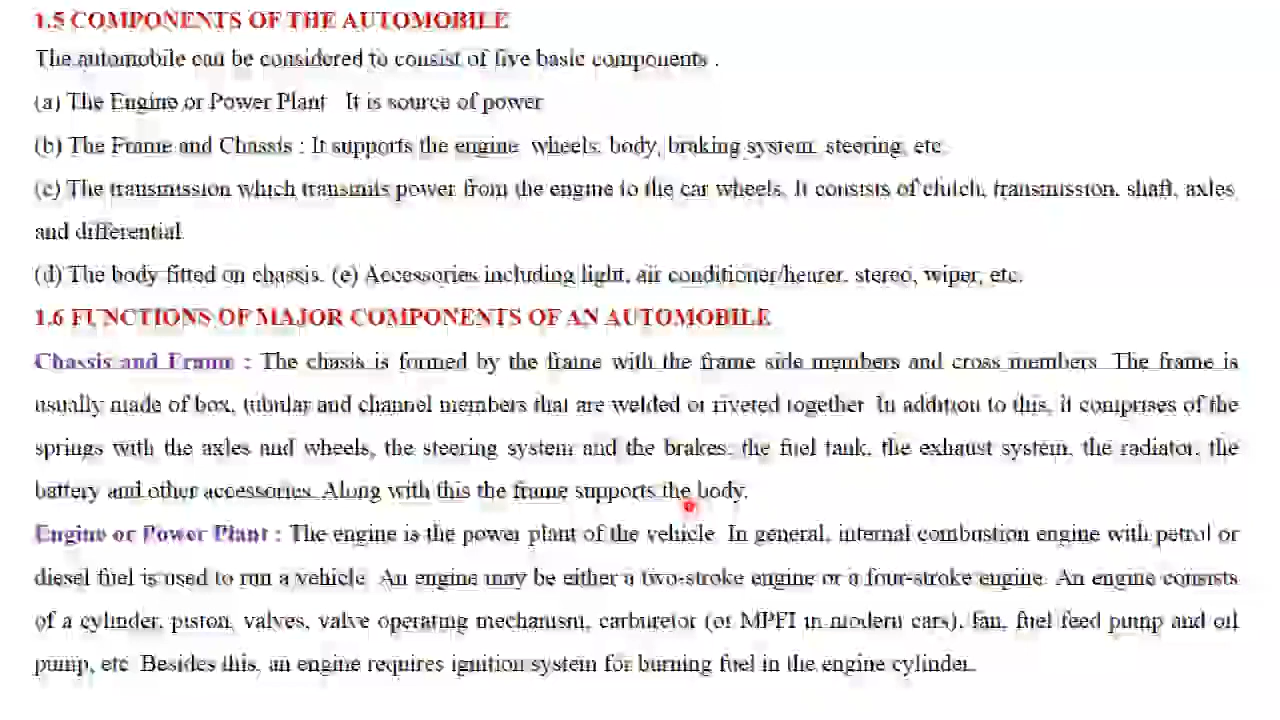 1.5 COMPONENTS OF THE AUTOMOBILE
The automobile can be considered to consist of five basic components .
(a) The Engine or Power Plant It is source of power
(b) The Frame and Chassis : It supports the engine wheels, body, braking system, steering, etc
(c) The transmission which transmits power from the engine to the car wheels. It consists of clutch, transmission, shaft, axles
and differential
(d) The body fitted on chassis. (e) Accessories including light, air conditioner/hearer, stereo, wiper, etc.
1.6 FUNCTIONS OF MAJOR COMPONENTS OF AN AUTOMOBILE
Chassis and Frame : The chasis is formed by the frame with the frame side members and cross members. The frame is
usually made of box, tubular and channel members that are welded or riveted together. In addition to this, it comprises of the
springs with the axles and wheels, the steering system and the brakes, the fuel tank, the exhaust system, the radiator, the
battery and other accessories. Along with this the frame supports the body.
Engine or Power Plant : The engine is the power plant of the vehicle. In general, internal combustion engine with petrol or
diesel fuel is used to run a vehicle. An engine may be either a two-stroke engine or a four-stroke engine. An engine consists
of a cylinder, piston, valves, valve operating mechanism, carburetor (or MPFI in modern cars), fan, fuel feed pump and oil
pump, etc. Besides this, an engine requires ignition system for burning fuel in the engine cylinder.